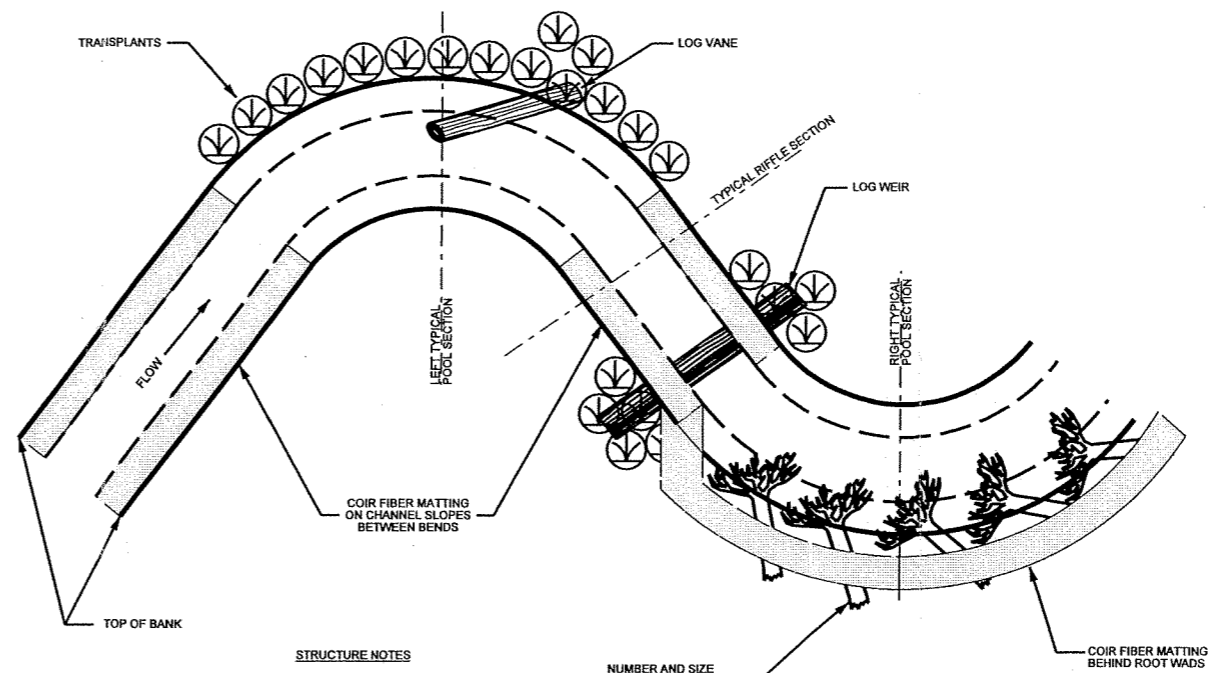 TRANSPLANTS
LOG VANE
TYPICAL RIFFLE SECTION
LOG WEIR
LEFT TYPICAL
POOL SECTION
RIGHT TYPICAL
POOL SECTION
FLOW
COIR FIBER MATTING
ON CHANNEL SLOPES
BETWEEN BENDS
TOP OF BANK
STRUCTURE NOTES
NUMBER AND SIZE
COIR FIBER MATTING
BEHIND ROOT WADS